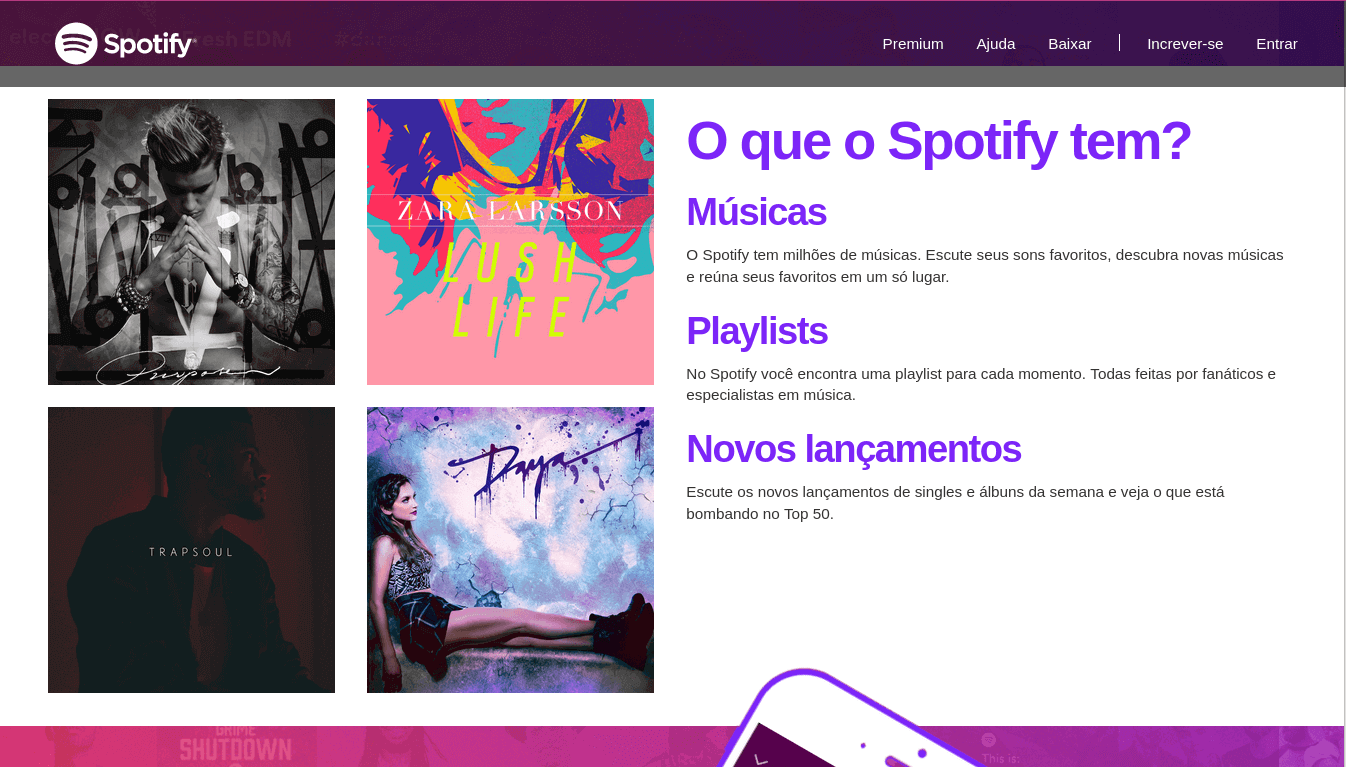 Spotify
Premium
Ajuda
Baixar
Increver-se
Entrar
Purpose
ZARA LARSSON
LUSH
LIFE
TRAPSOUL
Daya
O que o Spotify tem?
Músicas
O Spotify tem milhões de músicas. Escute seus sons favoritos, descubra novas músicas
e reúna seus favoritos em um só lugar.
Playlists
No Spotify você encontra uma playlist para cada momento. Todas feitas por fanáticos e
especialistas em música.
Novos lançamentos
Escute os novos lançamentos de singles e álbuns da semana e veja o que está
bombando no Top 50.
GRIME
SHUTDOWN
This is: